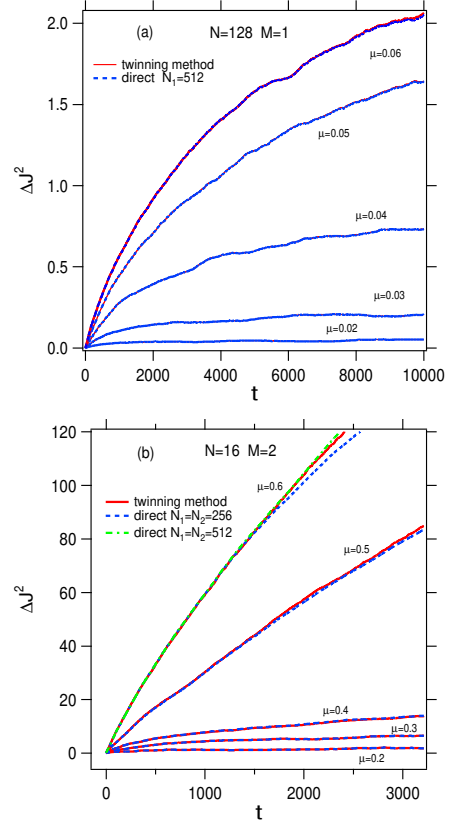 (a) N=128 M=1
twinning method
direct N₁=512
μ=0.06
μ=0.05
μ=0.04
μ=0.03
μ=0.02
ΔJ²
2.0
1.5
1.0
0.5
0.0
0 2000 4000 6000 8000 10000
t
(b) N=16 M=2
twinning method
direct N₁=N₂=256
direct N₁=N₂=512
μ=0.6
μ=0.5
μ=0.4
μ=0.3
μ=0.2
ΔJ²
120
100
80
60
40
20
0
0 1000 2000 3000
t